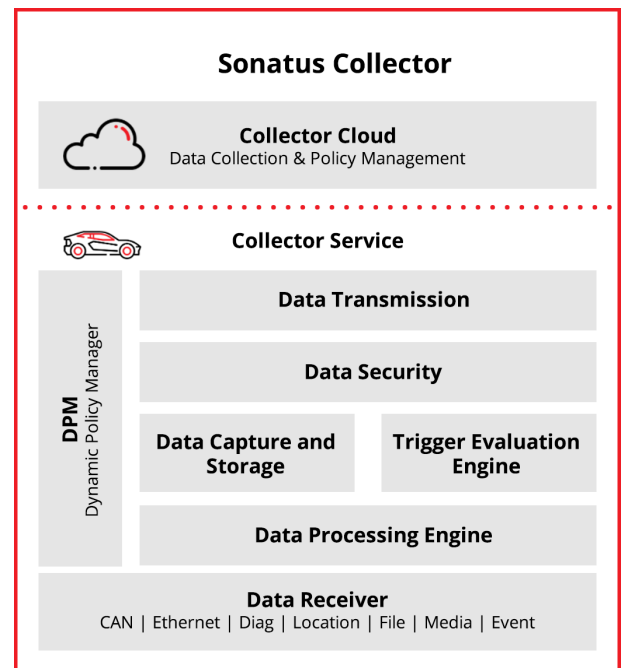 Sonatus Collector
Collector Cloud
Data Collection & Policy Management
Collector Service
DPM
Dynamic Policy Manager
Data Transmission
Data Security
Data Capture and
Storage
Trigger Evaluation
Engine
Data Processing Engine
Data Receiver
CAN | Ethernet | Diag | Location | File | Media | Event